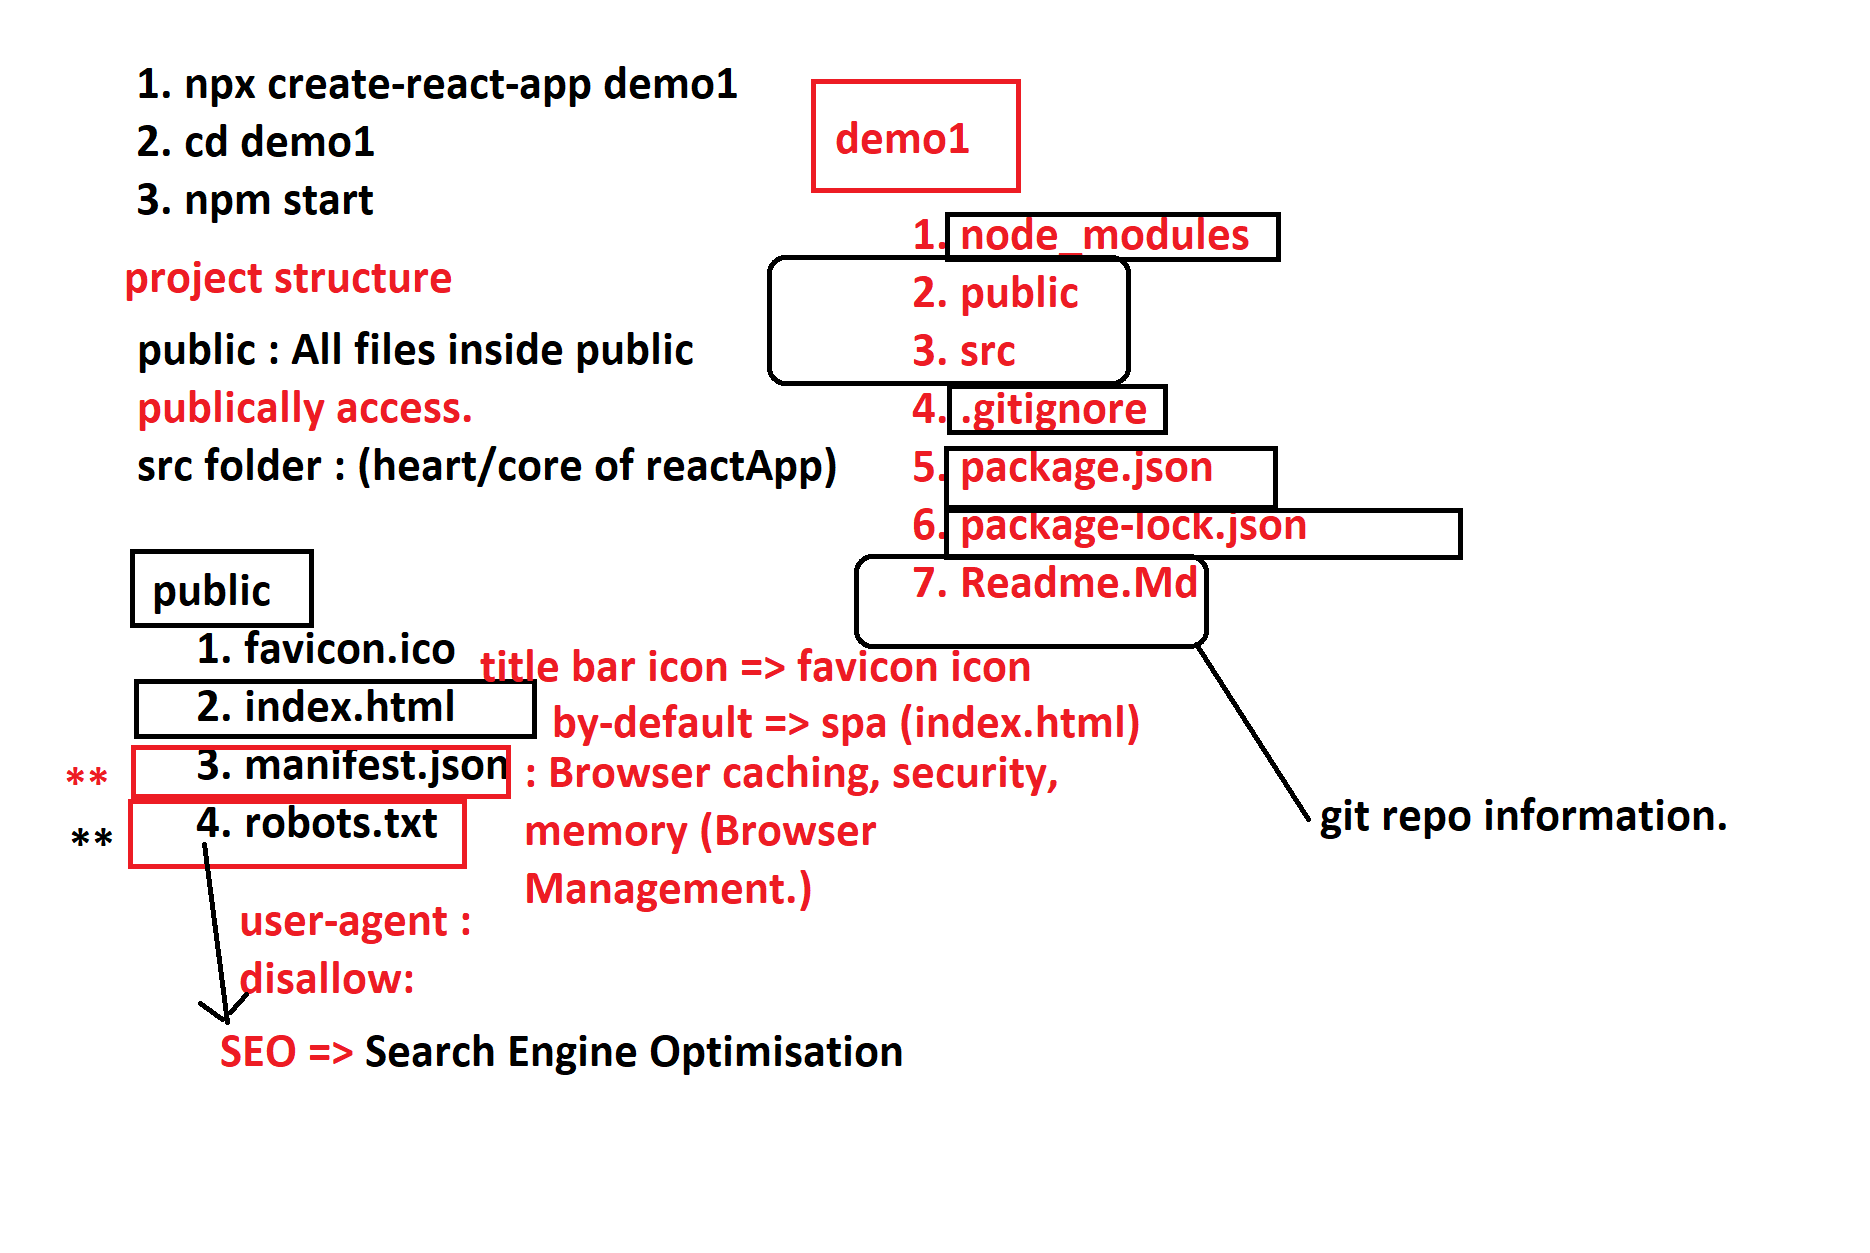 1. npx create-react-app demo1
2. cd demo1
3. npm start
project structure
public : All files inside public
publically access.
src folder : (heart/core of reactApp)
demo1
1. node_modules
2. public
3. src
4. .gitignore
5. package.json
6. package-lock.json
7. Readme.Md
git repo information.
public
1. favicon.ico
title bar icon => favicon icon
2. index.html
by-default => spa (index.html)
** 3. manifest.json
: Browser caching, security,
memory (Browser
Management.)
** 4. robots.txt
user-agent :
disallow:
SEO => Search Engine Optimisation